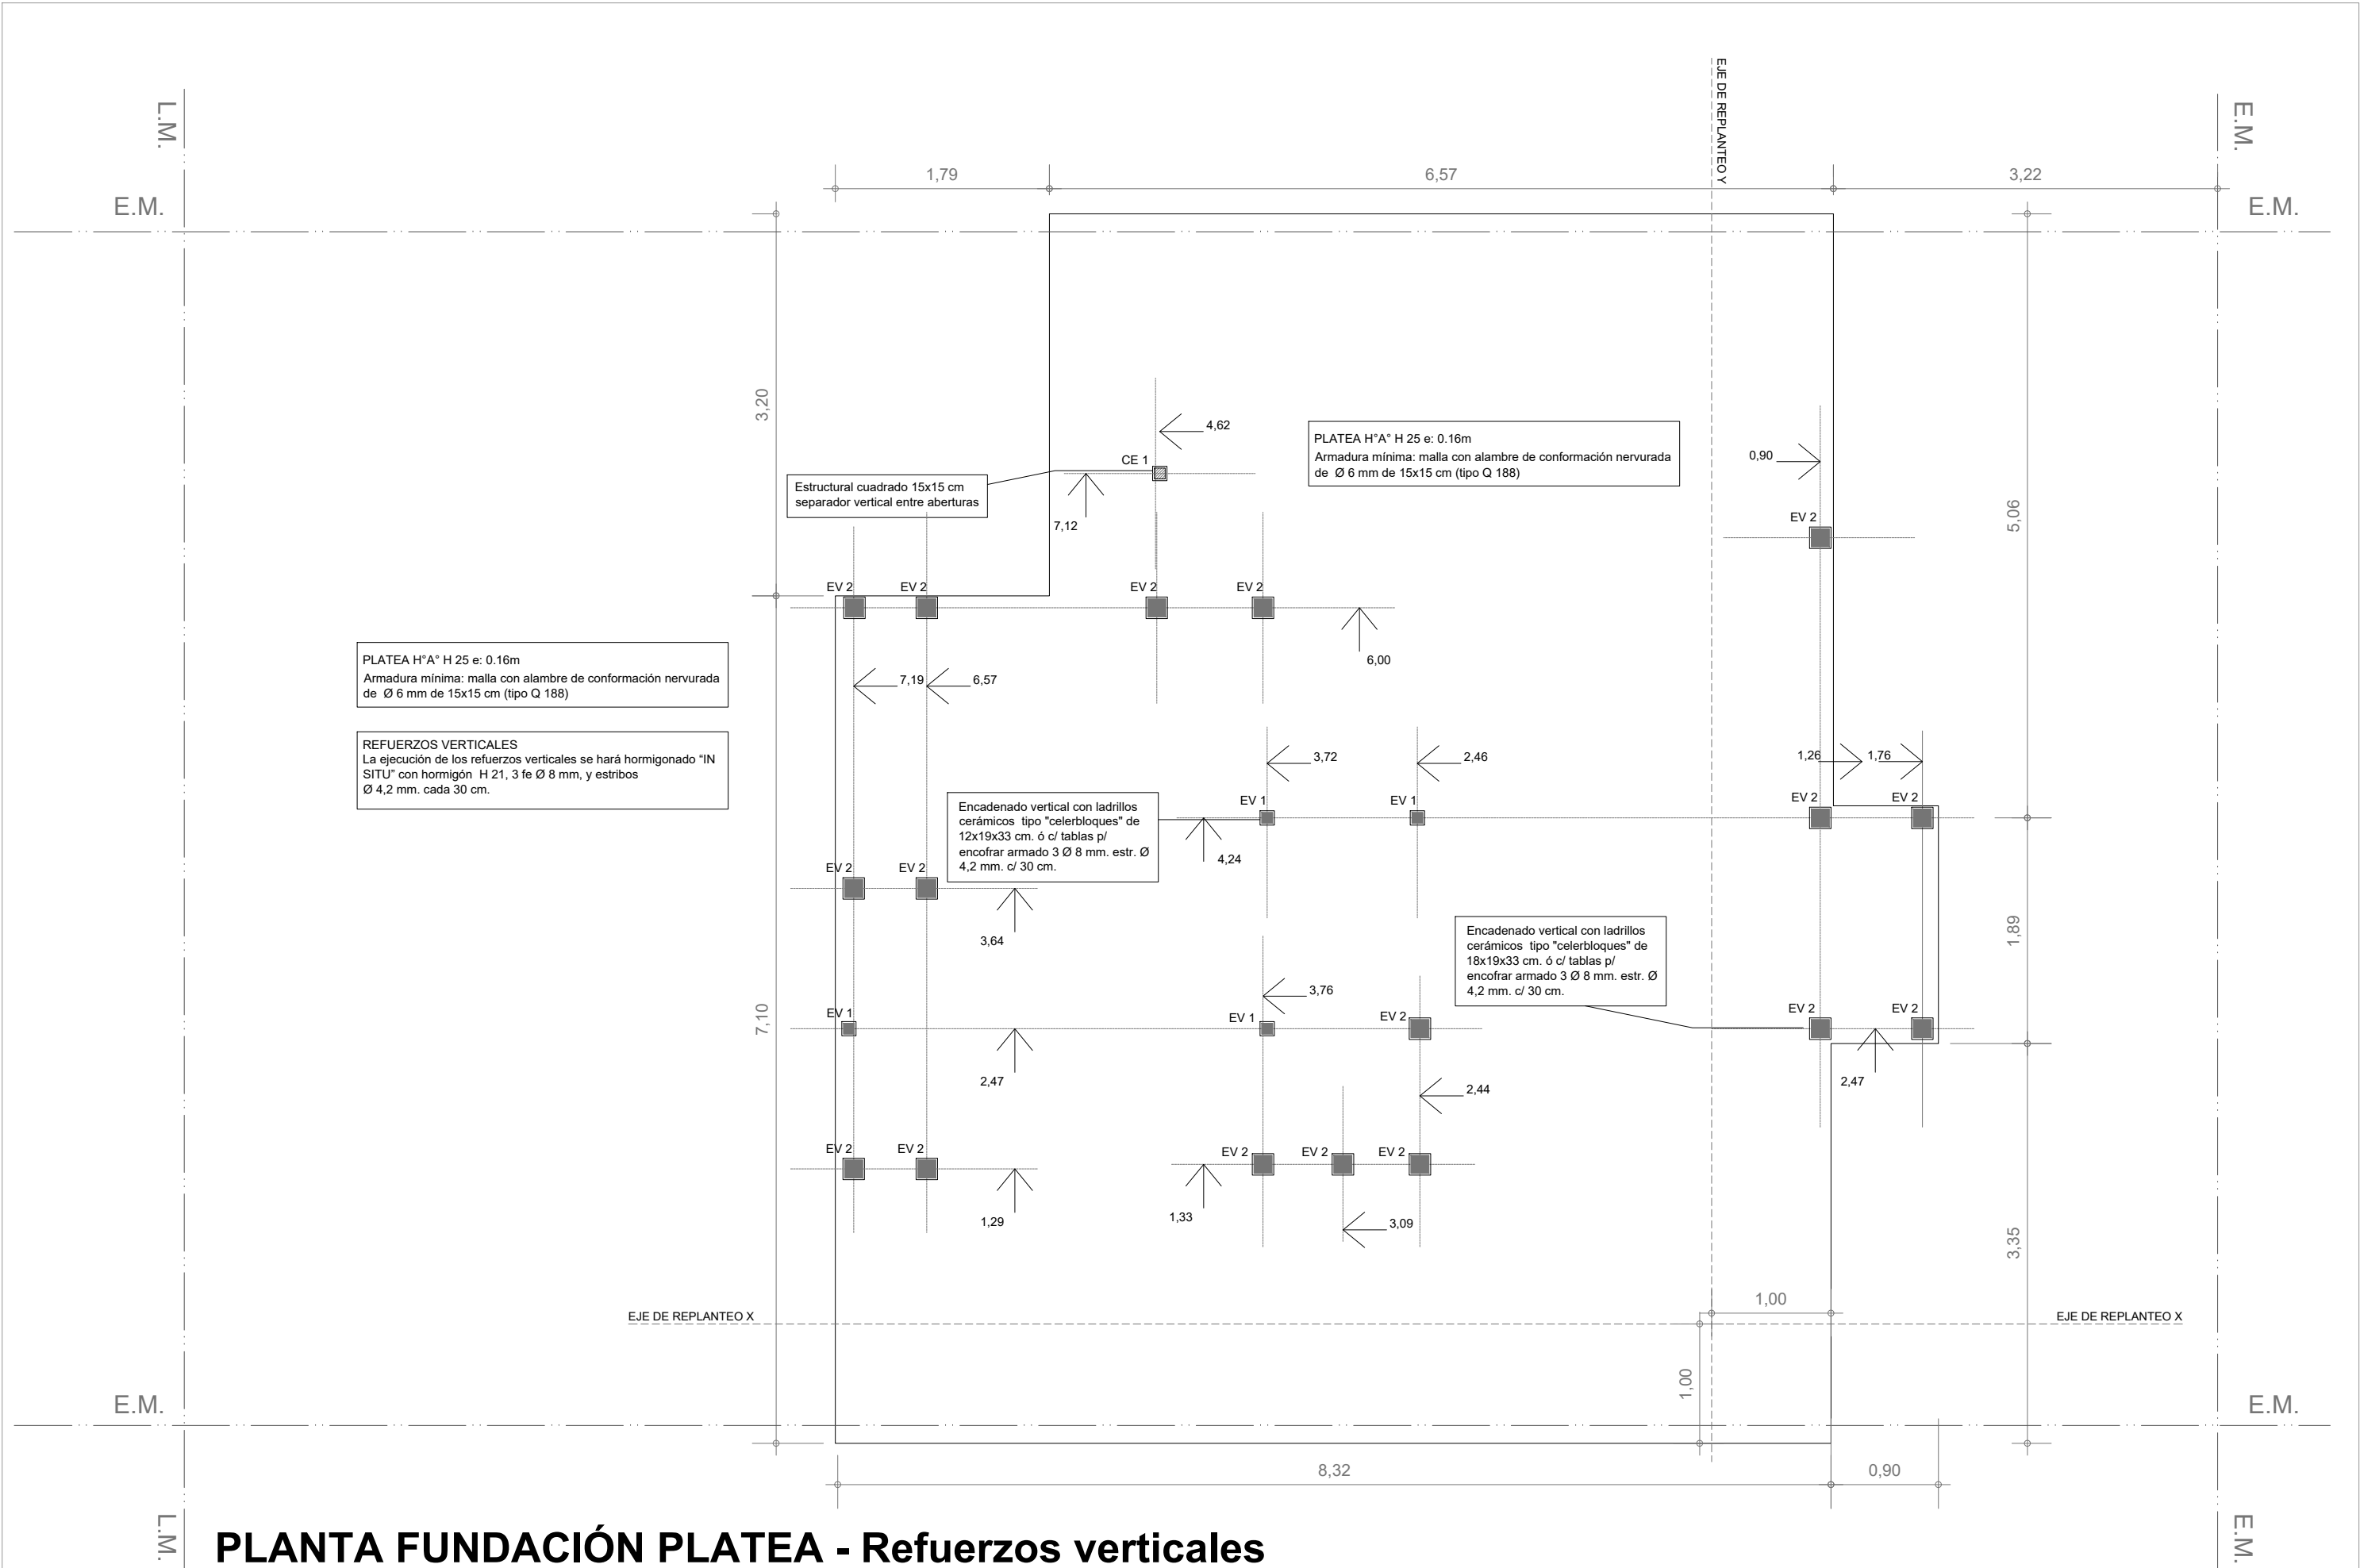 EJE DE REPLANTEO Y
L.M.
E.M.
1,79
6,57
3,22
E.M.
E.M.
3,20
4,62
CE 1
PLATEA H°A° H 25 e: 0.16m
Armadura mínima: malla con alambre de conformación nervurada
de Ø 6 mm de 15x15 cm (tipo Q 188)
0,90
Estructural cuadrado 15x15 cm
separador vertical entre aberturas
7,12
EV 2
5,06
EV 2
EV 2
EV 2
EV 2
6,00
PLATEA H°A° H 25 e: 0.16m
Armadura mínima: malla con alambre de conformación nervurada
de Ø 6 mm de 15x15 cm (tipo Q 188)
7,19
6,57
REFUERZOS VERTICALES
La ejecución de los refuerzos verticales se hará hormigonado “IN
SITU” con hormigón H 21, 3 fe Ø 8 mm, y estribos
Ø 4,2 mm. cada 30 cm.
3,72
2,46
1,26
1,76
Encadenado vertical con ladrillos
cerámicos tipo "celerbloques" de
12x19x33 cm. ó c/ tablas p/
encofrar armado 3 Ø 8 mm. estr. Ø
4,2 mm. c/ 30 cm.
EV 1
EV 1
EV 2
EV 2
4,24
EV 2
EV 2
3,64
Encadenado vertical con ladrillos
cerámicos tipo "celerbloques" de
18x19x33 cm. ó c/ tablas p/
encofrar armado 3 Ø 8 mm. estr. Ø
4,2 mm. c/ 30 cm.
1,89
3,76
7,10
EV 1
EV 1
EV 2
EV 2
EV 2
2,47
2,44
2,47
EV 2
EV 2
EV 2
EV 2
EV 2
1,29
1,33
3,09
3,35
1,00
EJE DE REPLANTEO X
EJE DE REPLANTEO X
1,00
E.M.
E.M.
8,32
0,90
L.M.
E.M.
PLANTA FUNDACIÓN PLATEA - Refuerzos verticales